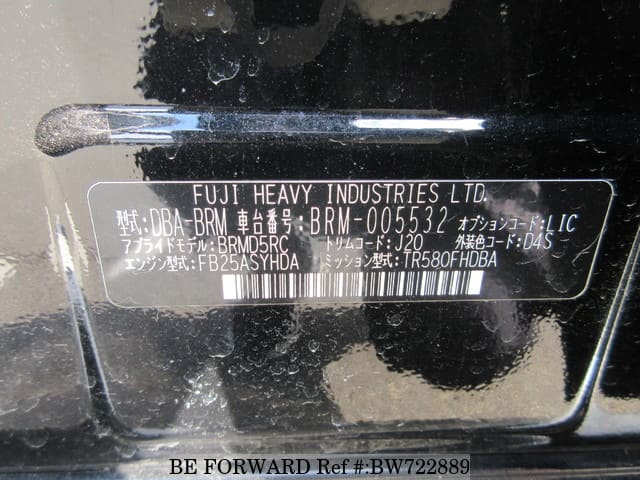 FUJI HEAVY INDUSTRIES LTD.
型式:DBA-BRM 車台番号:BRM-005532 オプションコード:LIC
アプライドモデル:BRMD5RC トリムコード:J20 外装色コード:D4S
エンジン型式:FB25ASYHDA ミッション型式:TR580FHDBA
BE FORWARD Ref #:BW722889